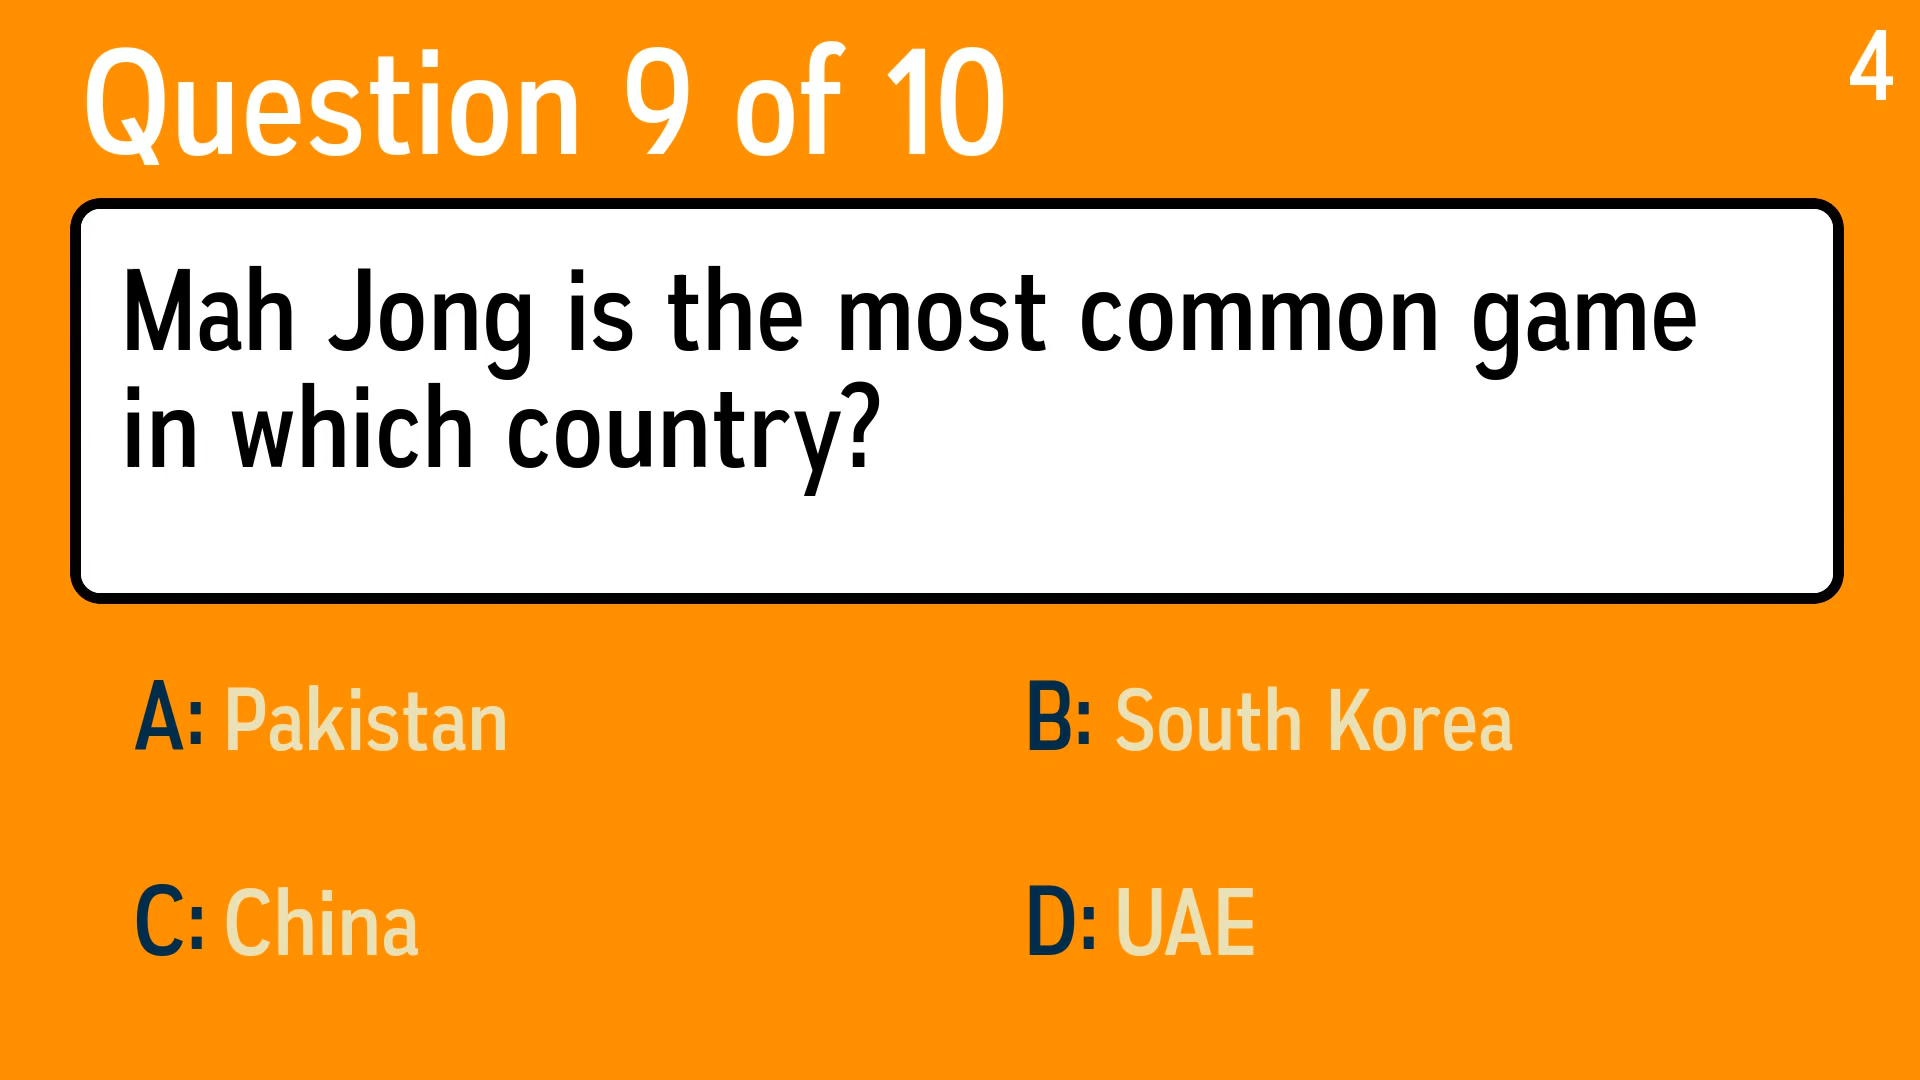 Question 9 of 10
4
Mah Jong is the most common game
in which country?
A: Pakistan
B: South Korea
C: China
D: UAE